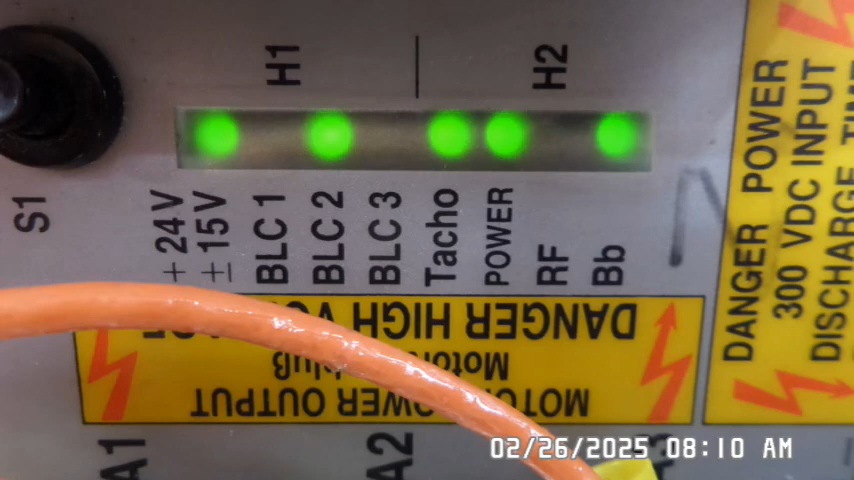 H1 | H2
S1
+24V
±15V
BLC 1
BLC 2
BLC 3
Tacho
POWER
RF
Bb
DANGER HIGH
MOTOR POWER OUTPUT
DANGER POWER
300 VDC INPUT
DISCHARGE TIME
A1
A2
A3
02/26/2025 08:10 AM